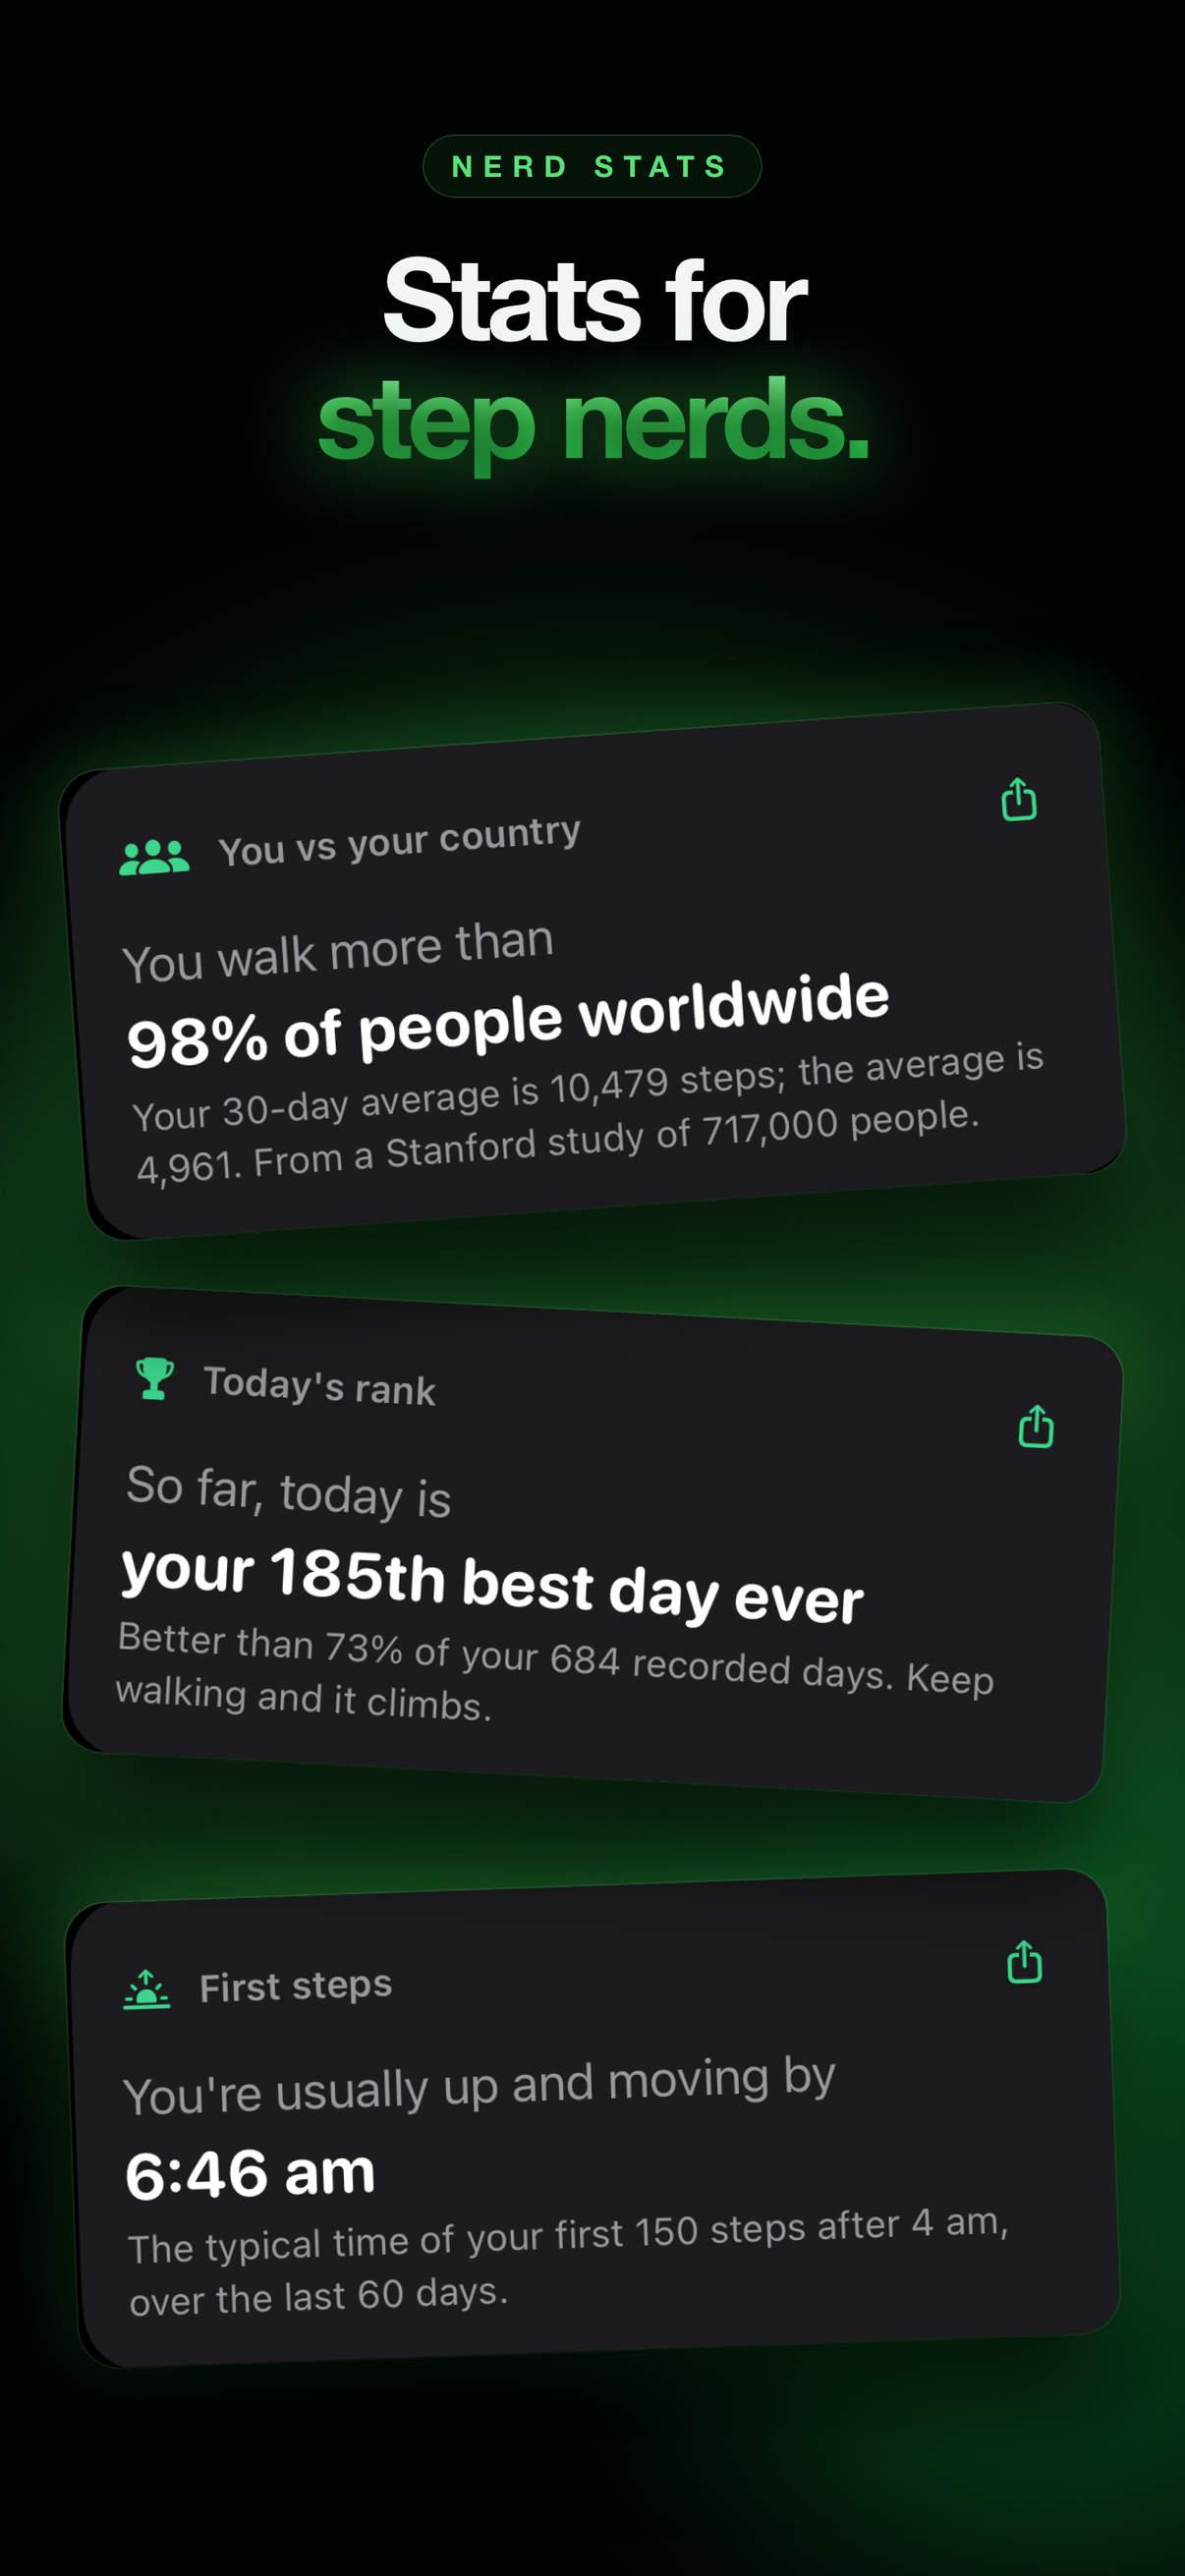 NERD STATS
Stats for
step nerds.
You vs your country
You walk more than
98% of people worldwide
Your 30-day average is 10,479 steps; the average is
4,961. From a Stanford study of 717,000 people.
Today's rank
So far, today is
your 185th best day ever
Better than 73% of your 684 recorded days. Keep
walking and it climbs.
First steps
You're usually up and moving by
6:46 am
The typical time of your first 150 steps after 4 am,
over the last 60 days.